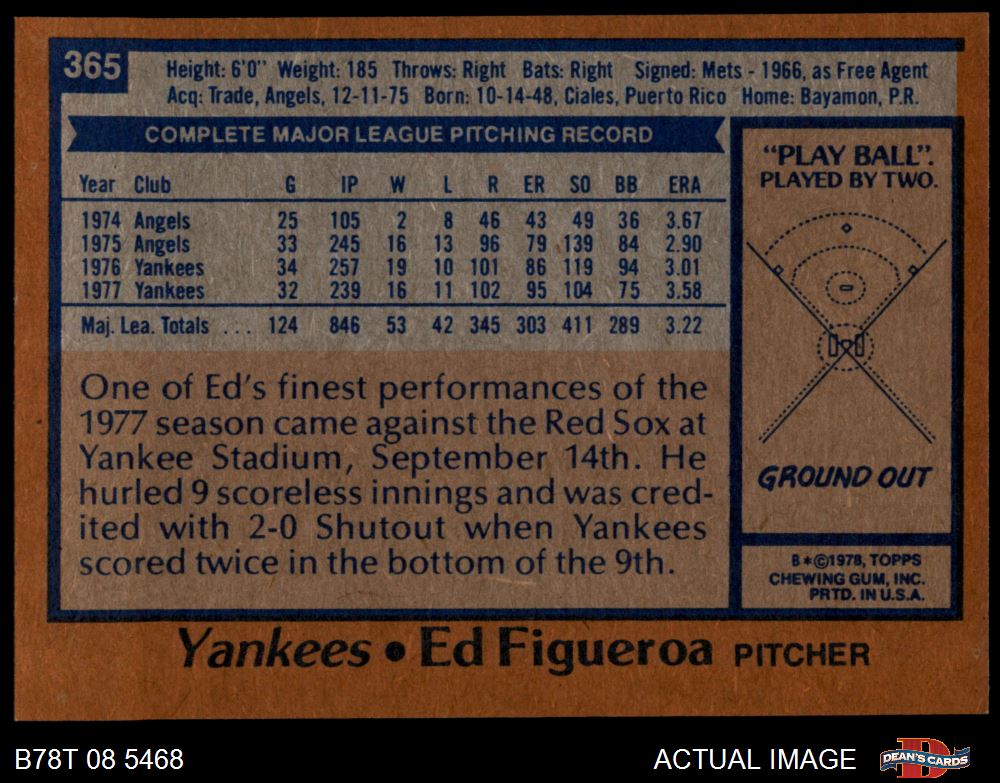 365
Height: 6'0" Weight: 185 Throws: Right Bats: Right Signed: Mets - 1966, as Free Agent
Acq: Trade, Angels, 12-11-75 Born: 10-14-48, Ciales, Puerto Rico Home: Bayamon, P.R.
COMPLETE MAJOR LEAGUE PITCHING RECORD
Year Club G IP W L R ER SO BB ERA
1974 Angels 25 105 2 8 46 43 49 36 3.67
1975 Angels 33 245 16 13 96 79 139 84 2.90
1976 Yankees 34 257 19 10 101 86 119 94 3.01
1977 Yankees 32 239 16 11 102 95 104 75 3.58
Maj. Lea. Totals ... 124 846 53 42 345 303 411 289 3.22
One of Ed's finest performances of the
1977 season came against the Red Sox at
Yankee Stadium, September 14th. He
hurled 9 scoreless innings and was cred-
ited with 2-0 Shutout when Yankees
scored twice in the bottom of the 9th.
"PLAY BALL".
PLAYED BY TWO.
GROUND OUT
B*©1978, TOPPS
CHEWING GUM, INC.
PRTD. IN U.S.A.
Yankees • Ed Figueroa PITCHER
B78T 08 5468
ACTUAL IMAGE
D
DEAN'S CARDS